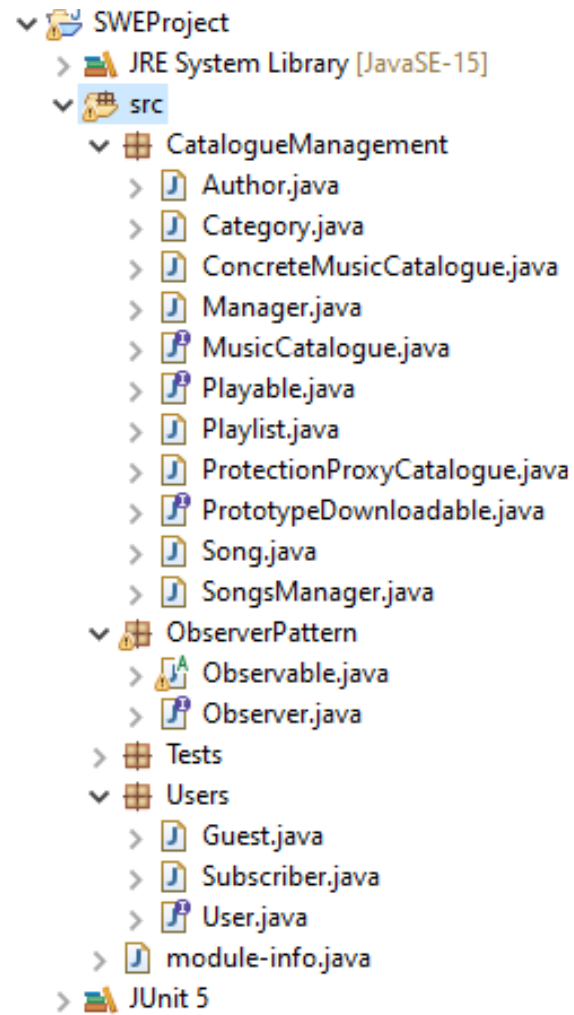 SWEProject
JRE System Library [JavaSE-15]
src
CatalogueManagement
Author.java
Category.java
ConcreteMusicCatalogue.java
Manager.java
MusicCatalogue.java
Playable.java
Playlist.java
ProtectionProxyCatalogue.java
PrototypeDownloadable.java
Song.java
SongsManager.java
ObserverPattern
Observable.java
Observer.java
Tests
Users
Guest.java
Subscriber.java
User.java
module-info.java
JUnit 5